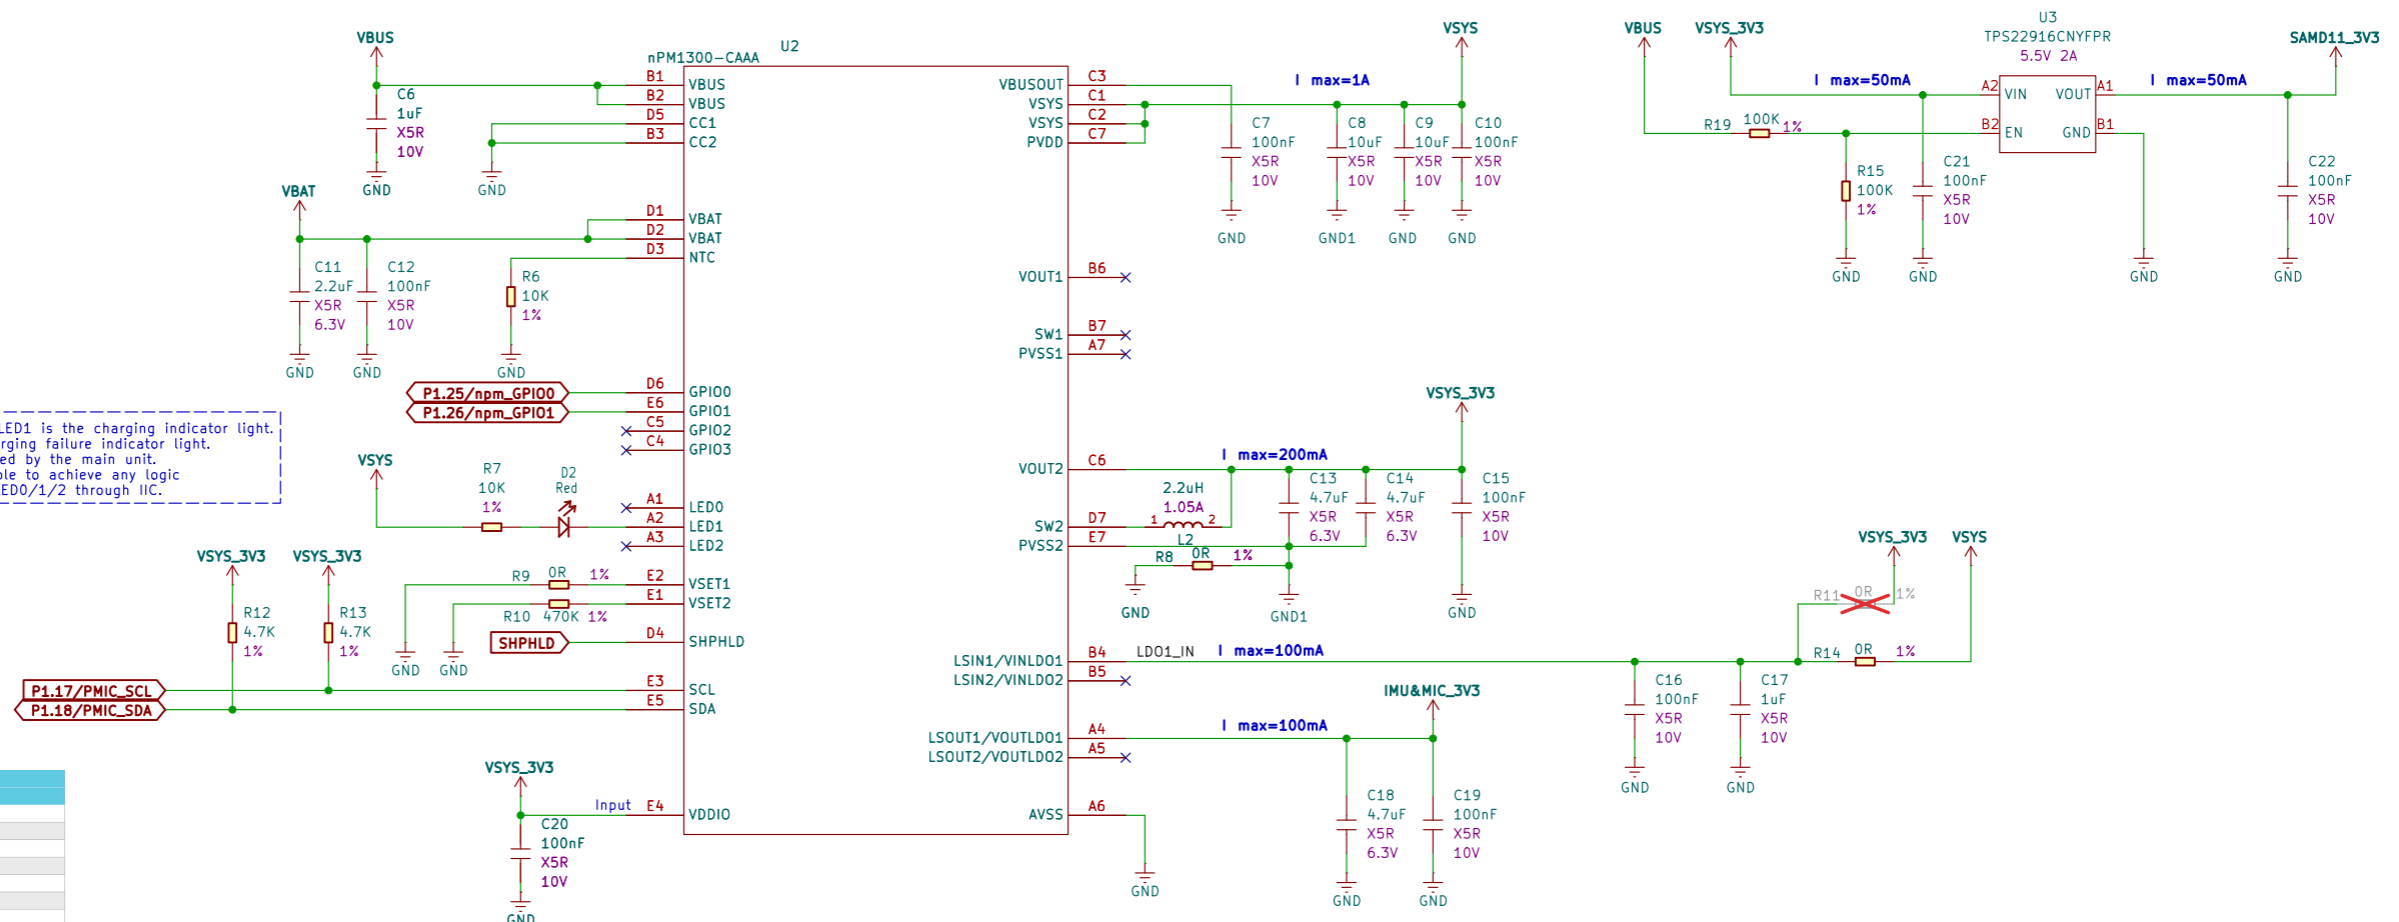 VBUS
C6
1uF
X5R
10V
GND
GND
U2
nPM1300-CAAA
B1 VBUS
B2 VBUS
D5 CC1
B3 CC2
VBAT
D1 VBAT
D2 VBAT
D3 NTC
C11
2.2uF
X5R
6.3V
GND
C12
100nF
X5R
10V
GND
R6
10K
1%
GND
P1.25/npm_GPIO0
D6 GPIO0
P1.26/npm_GPIO1
E6 GPIO1
C5 GPIO2
C4 GPIO3
LED1 is the charging indicator light.
rging failure indicator light.
ed by the main unit.
ole to achieve any logic
ED0/1/2 through IIC.
VSYS
R7
10K
1%
D2
Red
A1 LED0
A2 LED1
A3 LED2
VSYS_3V3
VSYS_3V3
R12
4.7K
1%
R13
4.7K
1%
R9 0R 1%
E2 VSET1
R10 470K 1%
E1 VSET2
GND
GND
SHPHLD
D4 SHPHLD
P1.17/PMIC_SCL
E3 SCL
P1.18/PMIC_SDA
E5 SDA
VSYS_3V3
Input E4 VDDIO
C20
100nF
X5R
10V
GND
VBUSOUT C3
VSYS C1
VSYS C2
PVDD C7
I max=1A
VSYS
C7
100nF
X5R
10V
GND
C8
10uF
X5R
10V
GND1
C9
10uF
X5R
10V
GND
C10
100nF
X5R
10V
GND
VOUT1 B6
SW1 B7
PVSS1 A7
VSYS_3V3
VOUT2 C6
I max=200mA
2.2uH
1.05A
SW2 D7
1 2
PVSS2 E7
L2
R8 0R 1%
GND
C13
4.7uF
X5R
6.3V
GND1
C14
4.7uF
X5R
6.3V
C15
100nF
X5R
10V
GND
LSIN1/VINLDO1 B4
LDO1_IN I max=100mA
LSIN2/VINLDO2 B5
IMU&MIC_3V3
LSOUT1/VOUTLDO1 A4
I max=100mA
LSOUT2/VOUTLDO2 A5
C18
4.7uF
X5R
6.3V
GND
C19
100nF
X5R
10V
GND
AVSS A6
GND
VSYS_3V3
VSYS
R11 0R 1%
R14 0R 1%
C16
100nF
X5R
10V
GND
C17
1uF
X5R
10V
GND
VBUS
VSYS_3V3
U3
TPS22916CNYFPR
5.5V 2A
SAMD11_3V3
I max=50mA
A2 VIN
VOUT A1
I max=50mA
R19 100K 1%
B2 EN
GND B1
R15
100K
1%
GND
C21
100nF
X5R
10V
GND
GND
C22
100nF
X5R
10V
GND